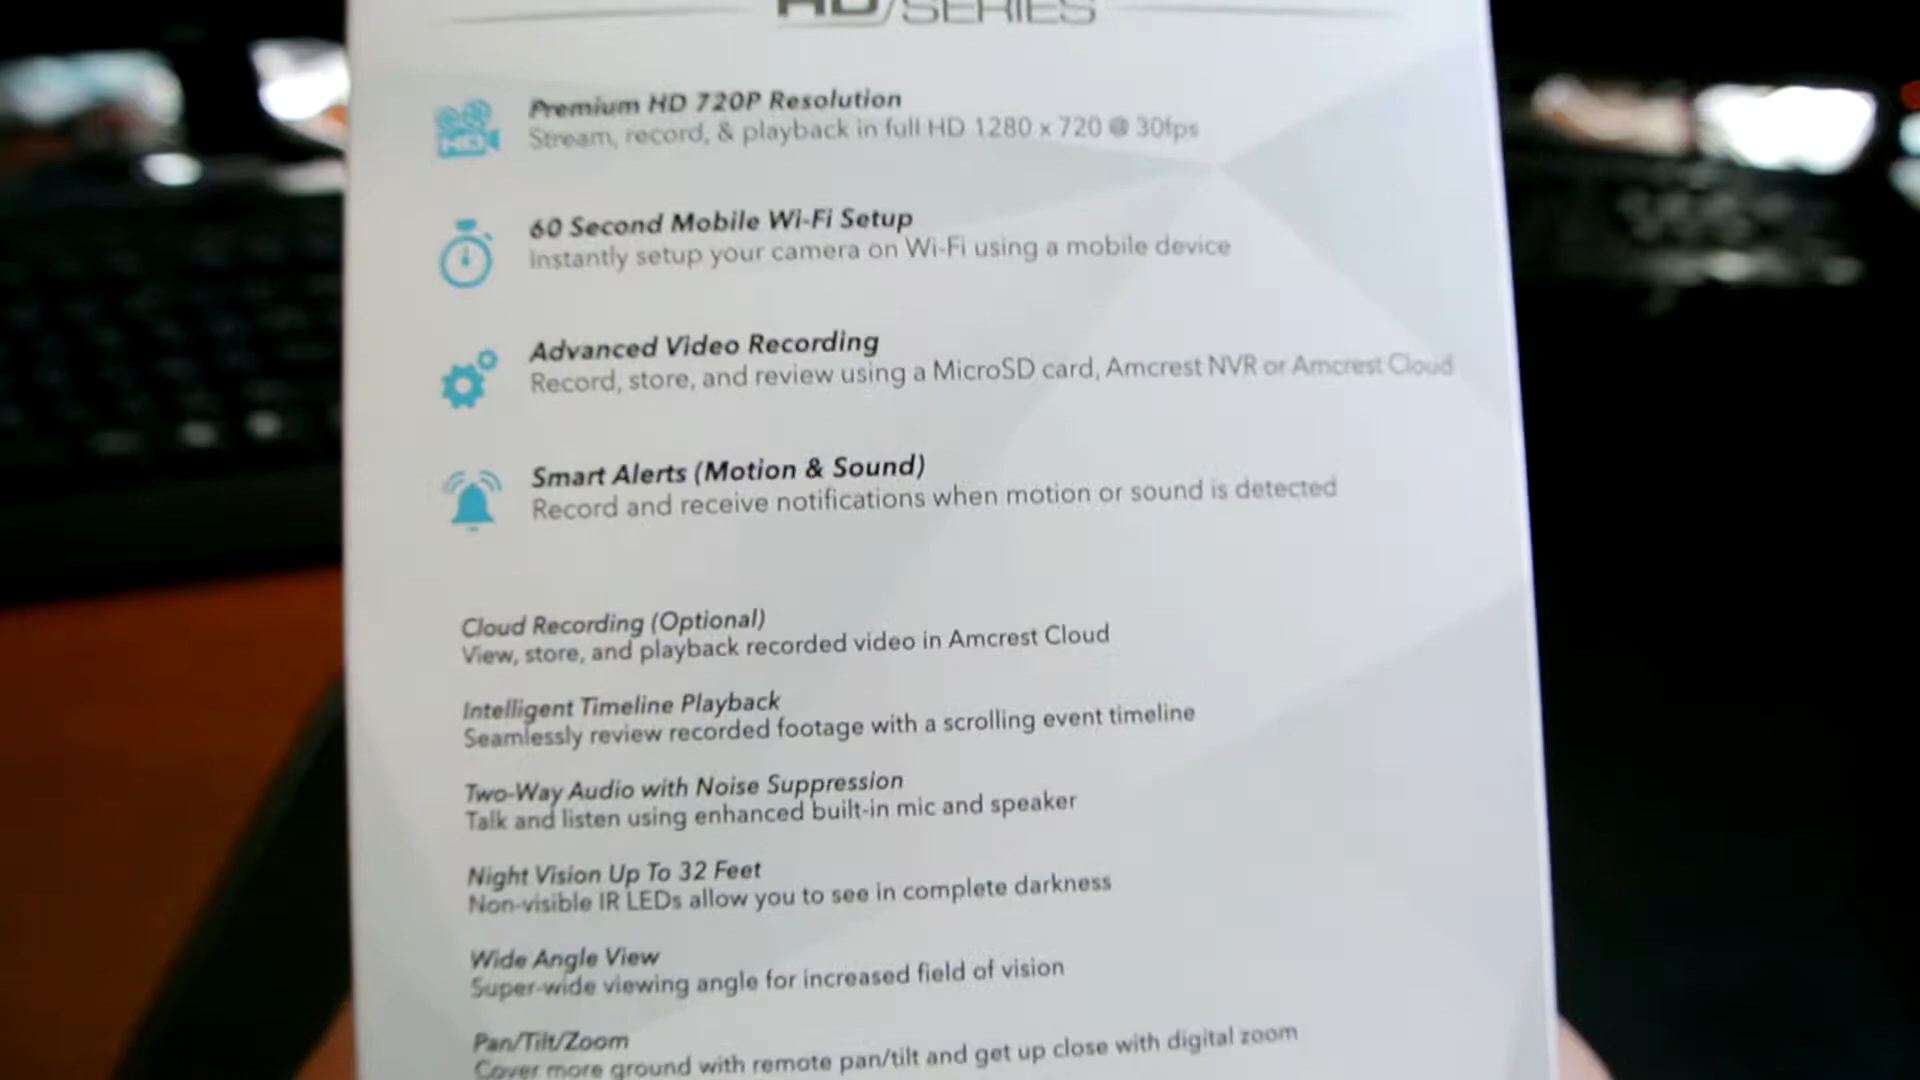 HD/SERIES
Premium HD 720P Resolution
Stream, record, & playback in full HD 1280 x 720 @ 30fps
HD
60 Second Mobile Wi-Fi Setup
Instantly setup your camera on Wi-Fi using a mobile device
Advanced Video Recording
Record, store, and review using a MicroSD card, Amcrest NVR or Amcrest Cloud
Smart Alerts (Motion & Sound)
Record and receive notifications when motion or sound is detected
Cloud Recording (Optional)
View, store, and playback recorded video in Amcrest Cloud
Intelligent Timeline Playback
Seamlessly review recorded footage with a scrolling event timeline
Two-Way Audio with Noise Suppression
Talk and listen using enhanced built-in mic and speaker
Night Vision Up To 32 Feet
Non-visible IR LEDs allow you to see in complete darkness
Wide Angle View
Super-wide viewing angle for increased field of vision
Pan/Tilt/Zoom
Cover more ground with remote pan/tilt and get up close with digital zoom